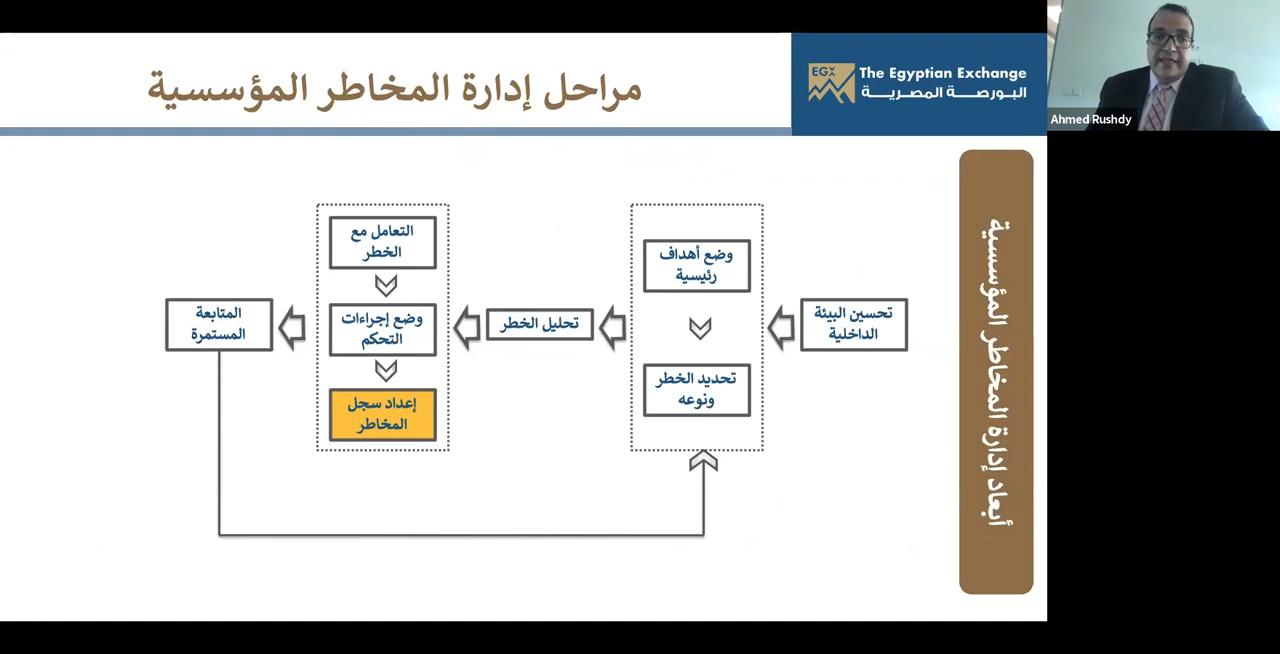 مراحل إدارة المخاطر المؤسسية
EGX
The Egyptian Exchange
البورصة المصرية
Ahmed Rushdy
أبعاد إدارة المخاطر المؤسسية
تحسين البيئة
الداخلية
وضع أهداف
رئيسية
تحديد الخطر
ونوعه
تحليل الخطر
التعامل مع
الخطر
وضع إجراءات
التحكم
إعداد سجل
المخاطر
المتابعة
المستمرة